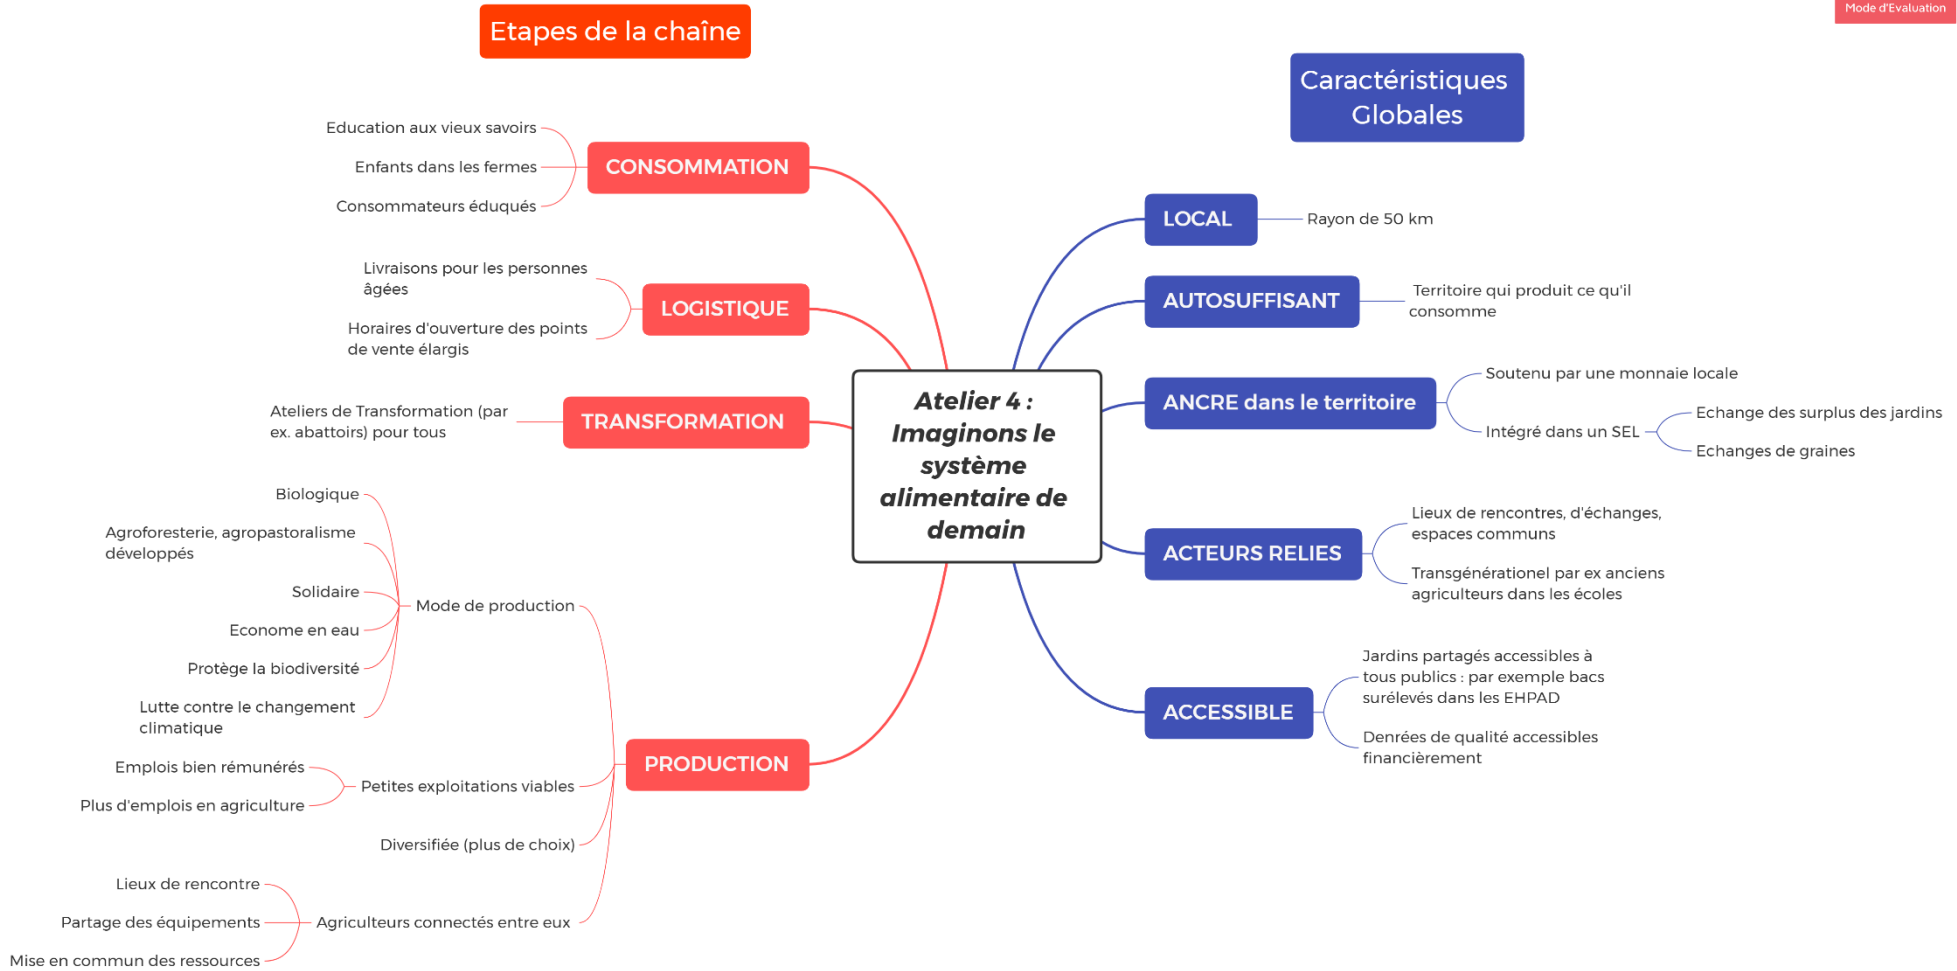 Mode d'Evaluation
Etapes de la chaîne
Caractéristiques
Globales
Atelier 4 :
Imaginons le
système
alimentaire de
demain
CONSOMMATION
Education aux vieux savoirs
Enfants dans les fermes
Consommateurs éduqués
LOGISTIQUE
Livraisons pour les personnes
âgées
Horaires d'ouverture des points
de vente élargis
TRANSFORMATION
Ateliers de Transformation (par
ex. abattoirs) pour tous
PRODUCTION
Mode de production
Biologique
Agroforesterie, agropastoralisme
développés
Solidaire
Econome en eau
Protège la biodiversité
Lutte contre le changement
climatique
Petites exploitations viables
Emplois bien rémunérés
Plus d'emplois en agriculture
Diversifiée (plus de choix)
Agriculteurs connectés entre eux
Lieux de rencontre
Partage des équipements
Mise en commun des ressources
LOCAL
Rayon de 50 km
AUTOSUFFISANT
Territoire qui produit ce qu'il
consomme
ANCRE dans le territoire
Soutenu par une monnaie locale
Intégré dans un SEL
Echange des surplus des jardins
Echanges de graines
ACTEURS RELIES
Lieux de rencontres, d'échanges,
espaces communs
Transgénérationel par ex anciens
agriculteurs dans les écoles
ACCESSIBLE
Jardins partagés accessibles à
tous publics : par exemple bacs
surélevés dans les EHPAD
Denrées de qualité accessibles
financièrement